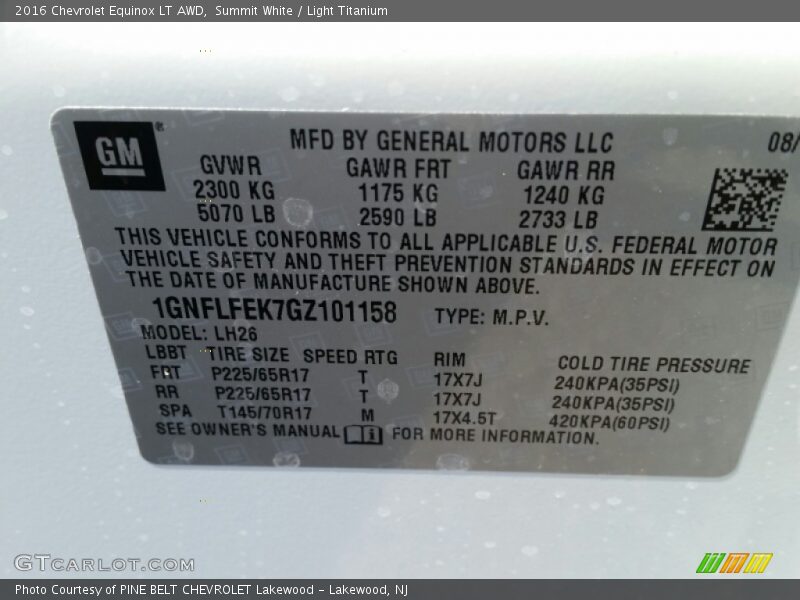 2016 Chevrolet Equinox LT AWD,  Summit White / Light Titanium
GM®
MFD BY GENERAL MOTORS LLC 08/
GVWR GAWR FRT GAWR RR
2300 KG 1175 KG 1240 KG
5070 LB 2590 LB 2733 LB
THIS VEHICLE CONFORMS TO ALL APPLICABLE U.S. FEDERAL MOTOR
VEHICLE SAFETY AND THEFT PREVENTION STANDARDS IN EFFECT ON
THE DATE OF MANUFACTURE SHOWN ABOVE.
1GNFLFEK7GZ101158 TYPE: M.P.V.
MODEL: LH26
LBBT TIRE SIZE SPEED RTG RIM COLD TIRE PRESSURE
FRT P225/65R17 T 17X7J 240KPA(35PSI)
RR P225/65R17 T 17X7J 240KPA(35PSI)
SPA T145/70R17 M 17X4.5T 420KPA(60PSI)
SEE OWNER'S MANUAL FOR MORE INFORMATION.
GTCARLOT.COM
Photo Courtesy of PINE BELT CHEVROLET Lakewood - Lakewood, NJ